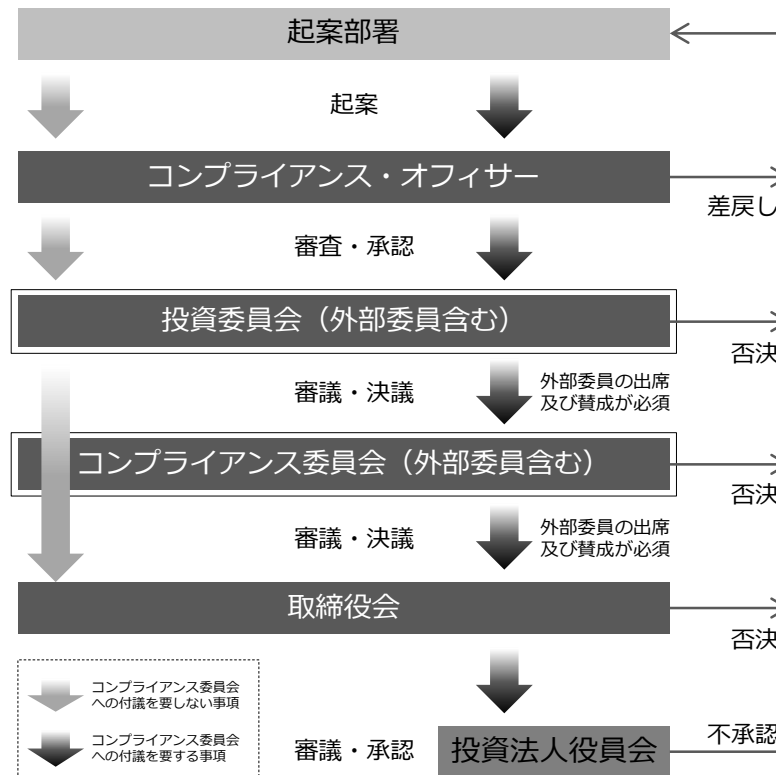 起案部署
起案
コンプライアンス・オフィサー
差戻し
審査・承認
投資委員会（外部委員含む）
否決
審議・決議
外部委員の出席
及び賛成が必須
コンプライアンス委員会（外部委員含む）
否決
審議・決議
外部委員の出席
及び賛成が必須
取締役会
否決
コンプライアンス委員会
への付議を要しない事項
コンプライアンス委員会
への付議を要する事項
審議・承認
投資法人役員会
不承認